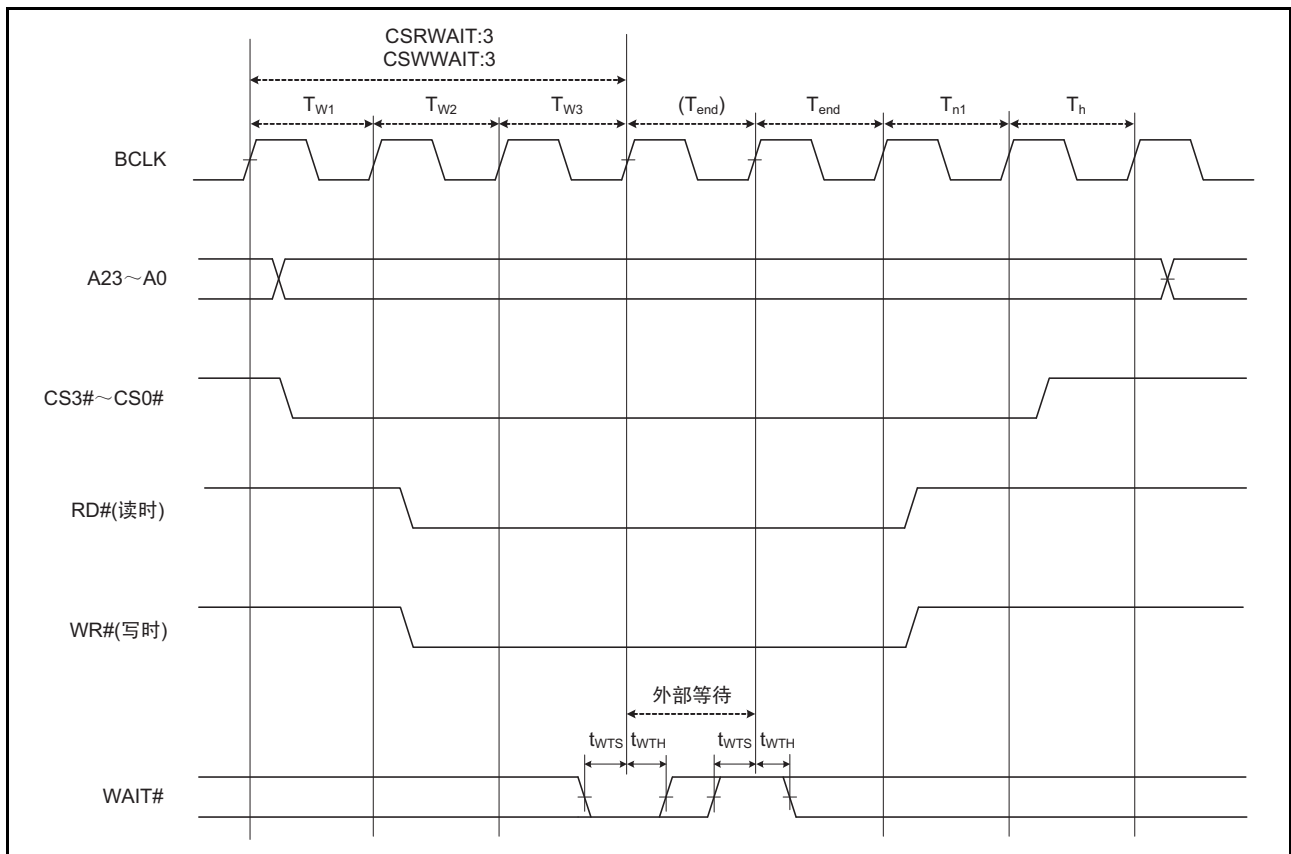 CSRWAIT:3
CSWWAIT:3
TW1 TW2 TW3 (Tend) Tend Tn1 Th
BCLK
A23～A0
CS3#～CS0#
RD#(读时)
WR#(写时)
外部等待
tWTS tWTH tWTS tWTH
WAIT#